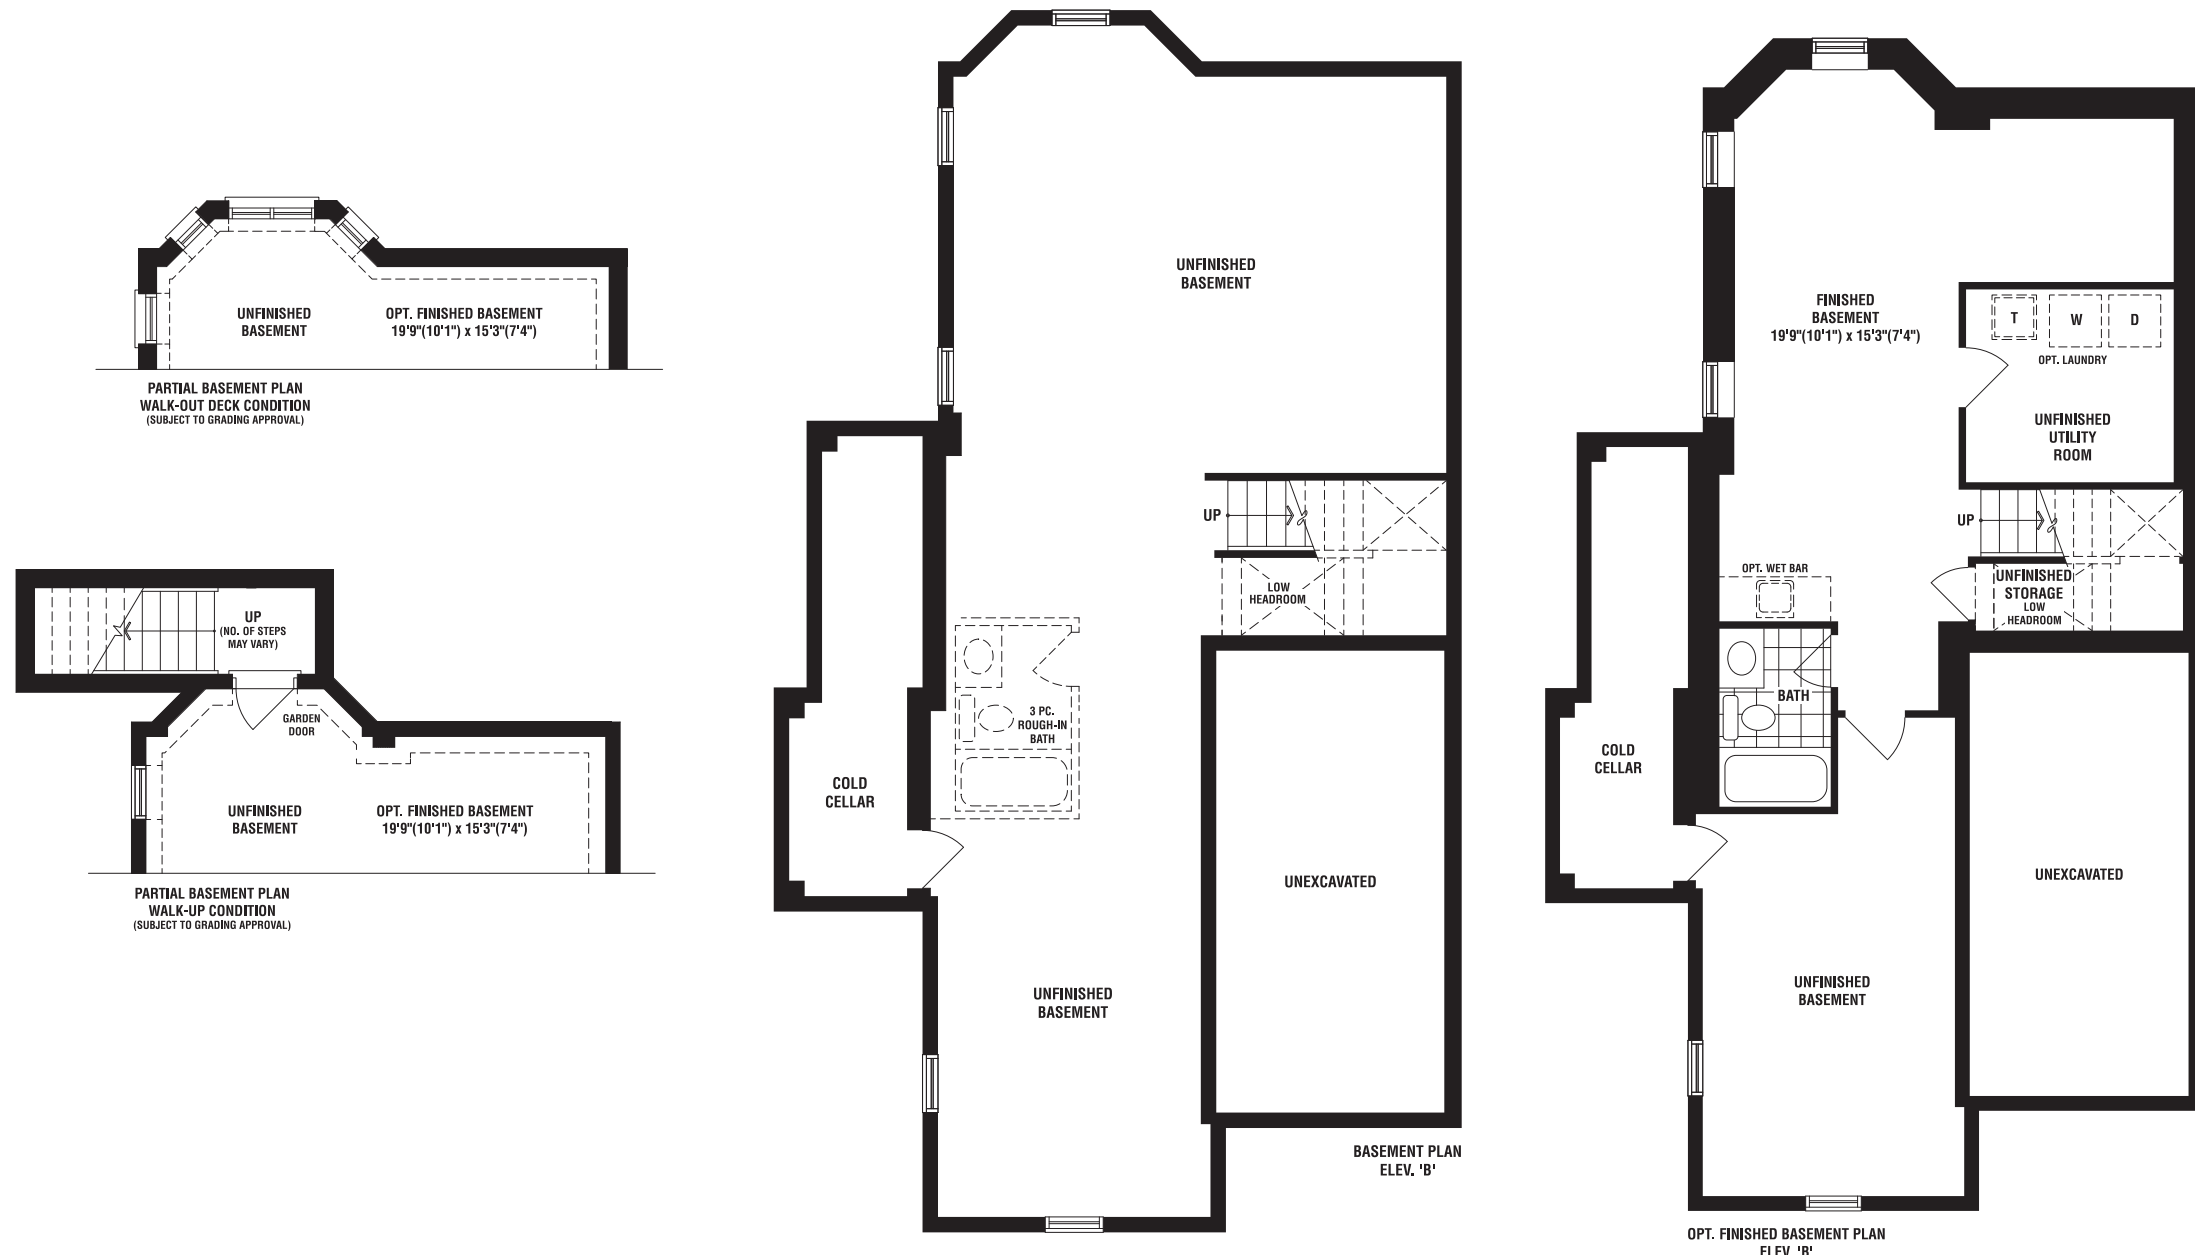 UNFINISHED
BASEMENT
OPT. FINISHED BASEMENT
19'9"(10'1") x 15'3"(7'4")
PARTIAL BASEMENT PLAN
WALK-OUT DECK CONDITION
(SUBJECT TO GRADING APPROVAL)
UP
(NO. OF STEPS
MAY VARY)
GARDEN
DOOR
UNFINISHED
BASEMENT
OPT. FINISHED BASEMENT
19'9"(10'1") x 15'3"(7'4")
PARTIAL BASEMENT PLAN
WALK-UP CONDITION
(SUBJECT TO GRADING APPROVAL)
UNFINISHED
BASEMENT
UP
LOW
HEADROOM
3 PC.
ROUGH-IN
BATH
COLD
CELLAR
UNEXCAVATED
UNFINISHED
BASEMENT
BASEMENT PLAN
ELEV. 'B'
FINISHED
BASEMENT
19'9"(10'1") x 15'3"(7'4")
T
W
D
OPT. LAUNDRY
UNFINISHED
UTILITY
ROOM
UP
OPT. WET BAR
UNFINISHED
STORAGE
LOW
HEADROOM
BATH
COLD
CELLAR
UNEXCAVATED
UNFINISHED
BASEMENT
OPT. FINISHED BASEMENT PLAN
ELEV. 'B'